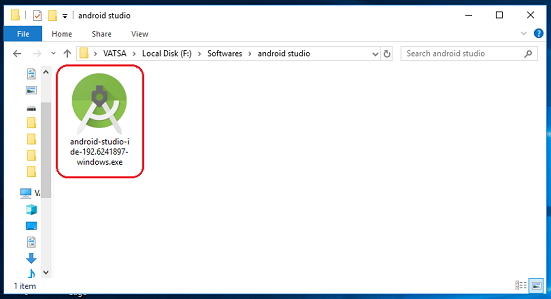 android studio
File Home Share View
VATSA Local Disk (F:) Softwares android studio
Search android studio
android-studio-i
de-192.6241897-
windows.exe
1 item